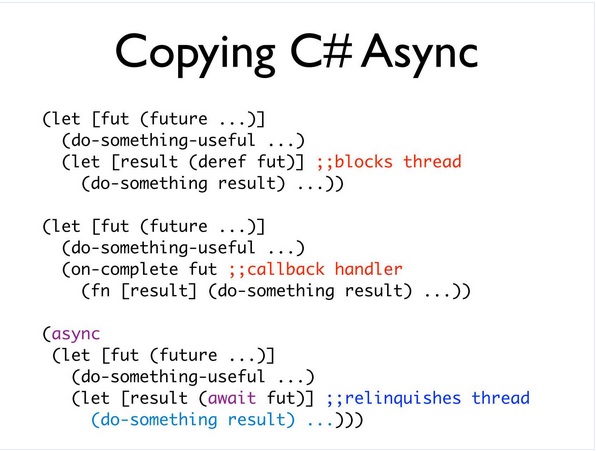 Copying C# Async
(let [fut (future ...)]
  (do-something-useful ...)
  (let [result (deref fut)] ;;blocks thread
    (do-something result) ...))
(let [fut (future ...)]
  (do-something-useful ...)
  (on-complete fut ;;callback handler
    (fn [result] (do-something result) ...))
(async
 (let [fut (future ...)]
   (do-something-useful ...)
   (let [result (await fut)] ;;relinquishes thread
     (do-something result) ...)))